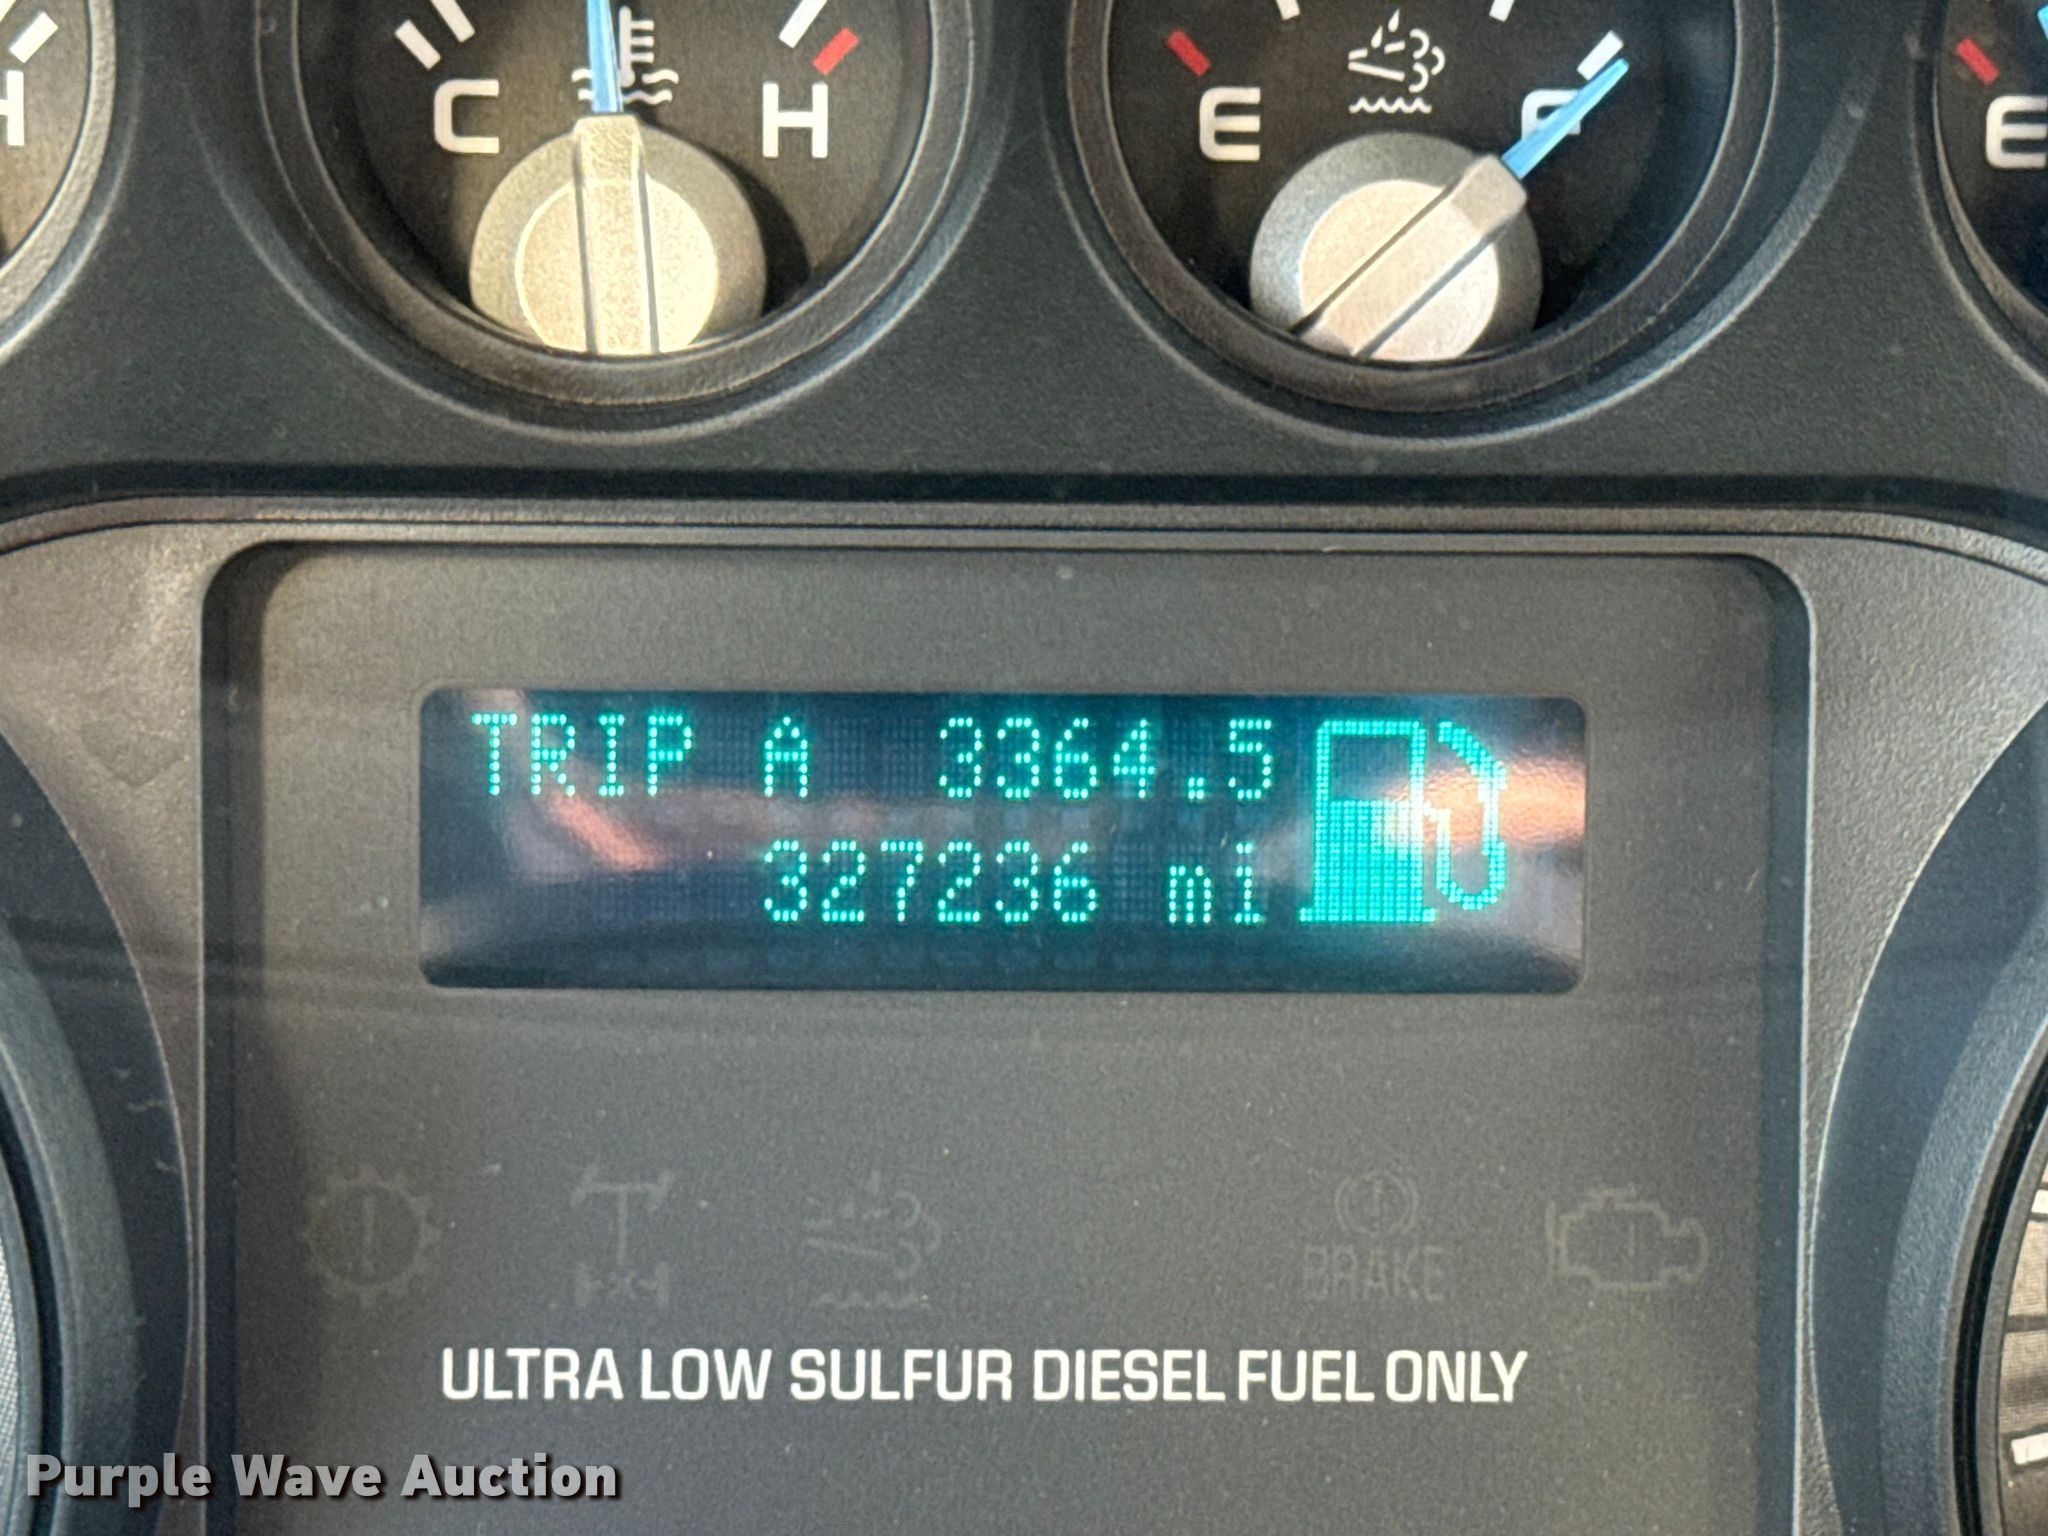 H
C H
E F
E
TRIP A 3364.5
327236 mi
BRAKE
ULTRA LOW SULFUR DIESEL FUEL ONLY
Purple Wave Auction